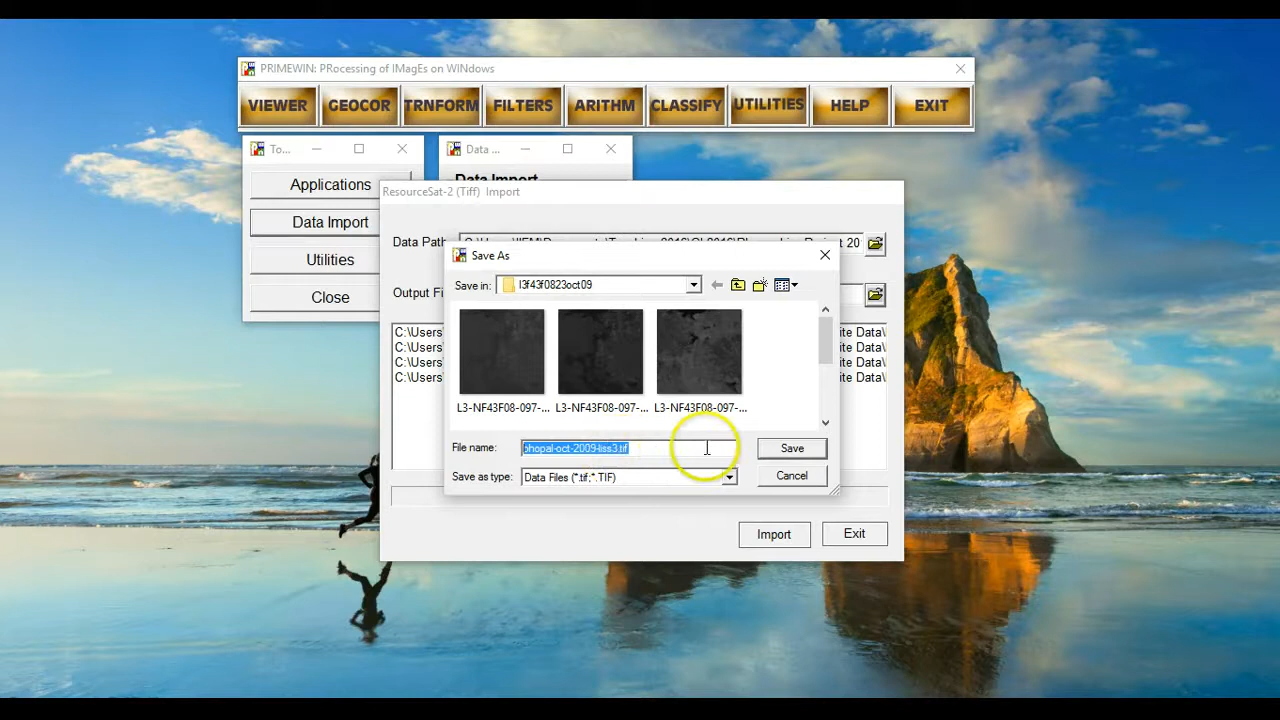 PRIMEWIN: PRocessing of IMagEs on WINdows
VIEWER GEOCOR TRNFORM FILTERS ARITHM CLASSIFY UTILITIES HELP EXIT
To... Data ...
Data Import
Applications
Data Import
Utilities
Close
ResourceSat-2 (Tiff) Import
Data Path
Save As
Save in: l3f43f0823oct09
Output Fi
C:\Users\
C:\Users\
C:\Users\
C:\Users\
ite Data\
ite Data\
ite Data\
ite Data\
L3-NF43F08-097-... L3-NF43F08-097-... L3-NF43F08-097-...
File name: bhopal-oct-2009-liss3.tif Save
Save as type: Data Files (*.tif;*.TIF) Cancel
Import Exit